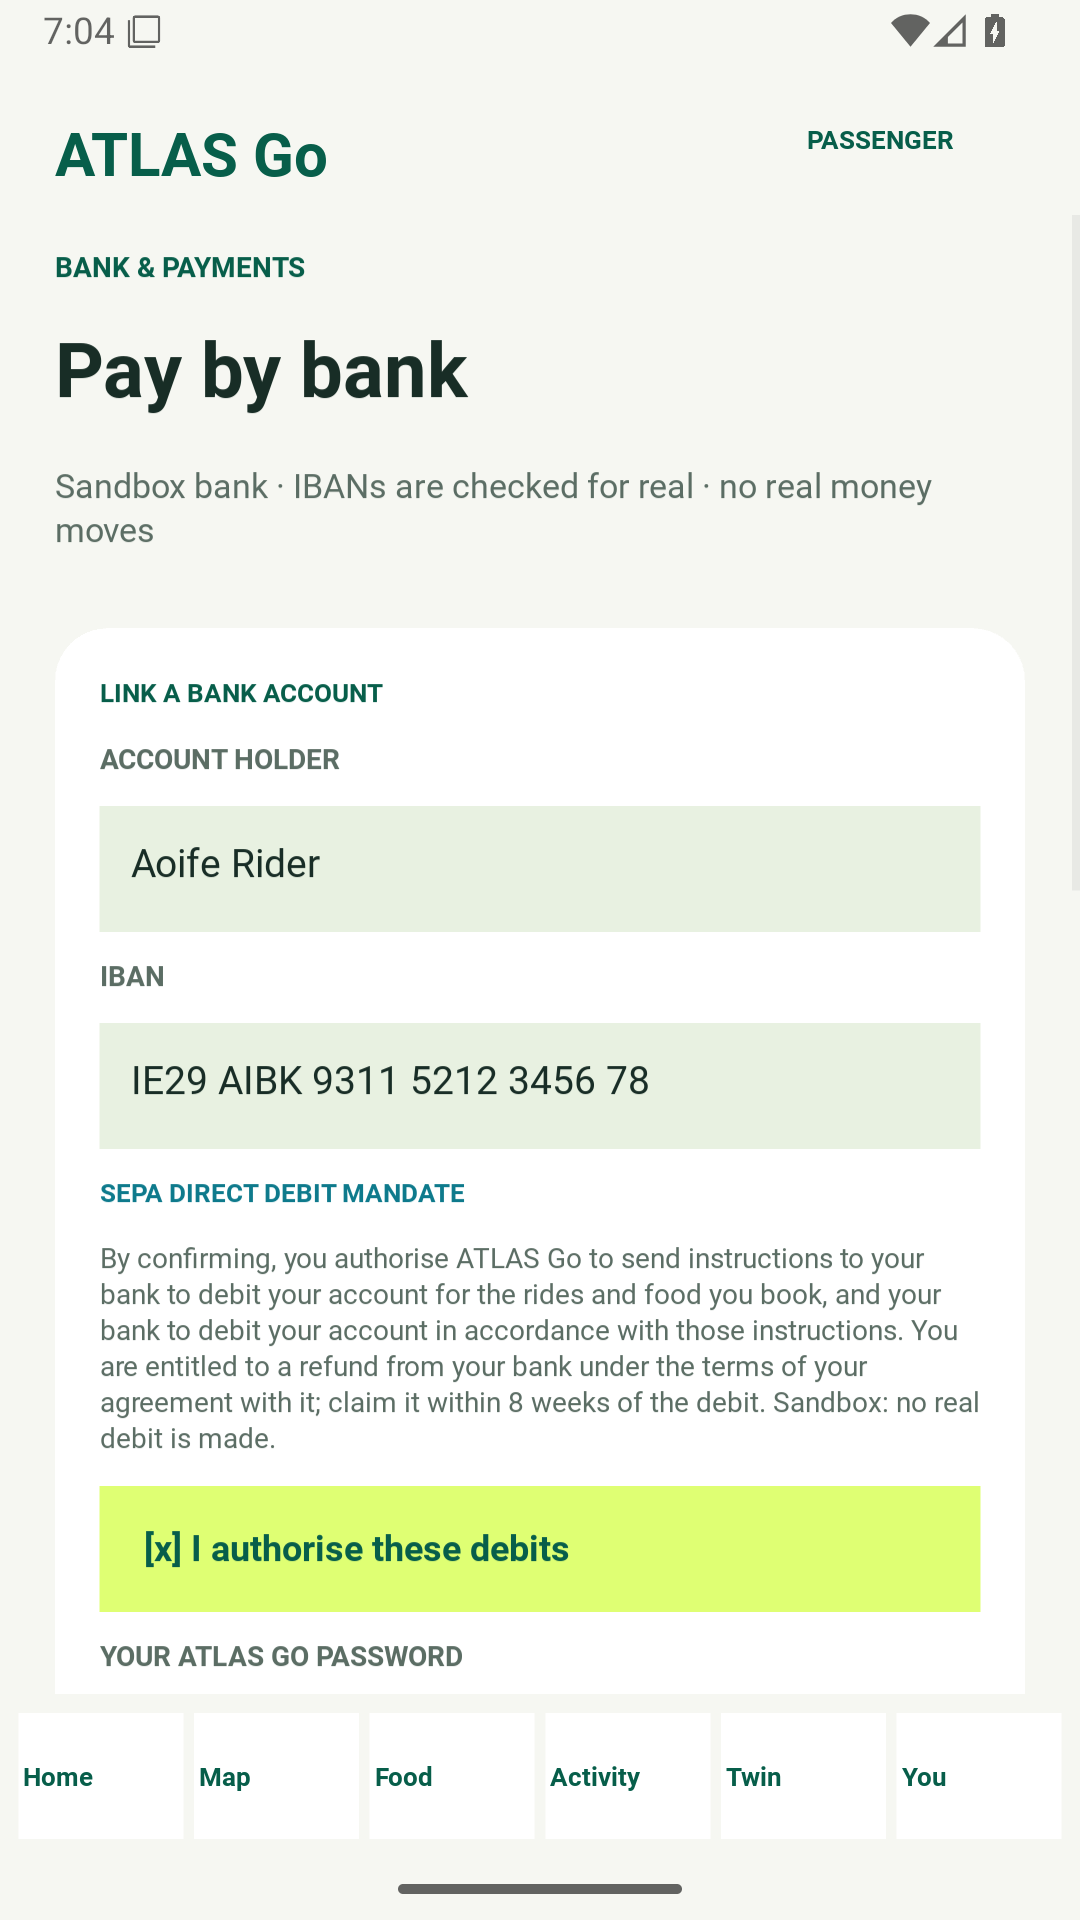 7:04
ATLAS Go
PASSENGER
BANK & PAYMENTS
Pay by bank
Sandbox bank · IBANs are checked for real · no real money
moves
LINK A BANK ACCOUNT
ACCOUNT HOLDER
Aoife Rider
IBAN
IE29 AIBK 9311 5212 3456 78
SEPA DIRECT DEBIT MANDATE
By confirming, you authorise ATLAS Go to send instructions to your
bank to debit your account for the rides and food you book, and your
bank to debit your account in accordance with those instructions. You
are entitled to a refund from your bank under the terms of your
agreement with it; claim it within 8 weeks of the debit. Sandbox: no real
debit is made.
[x] I authorise these debits
YOUR ATLAS GO PASSWORD
Home
Map
Food
Activity
Twin
You